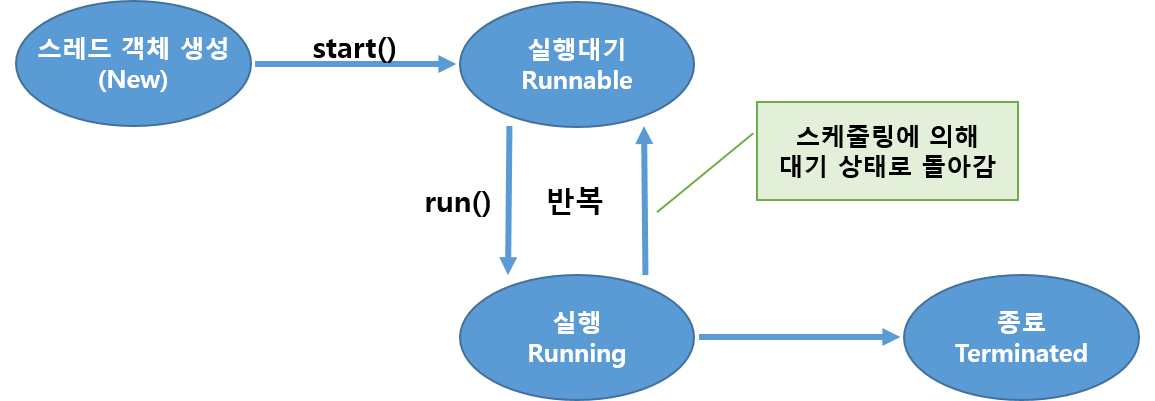 스레드 객체 생성
(New)
start()
실행대기
Runnable
스케줄링에 의해
대기 상태로 돌아감
run()
반복
실행
Running
종료
Terminated